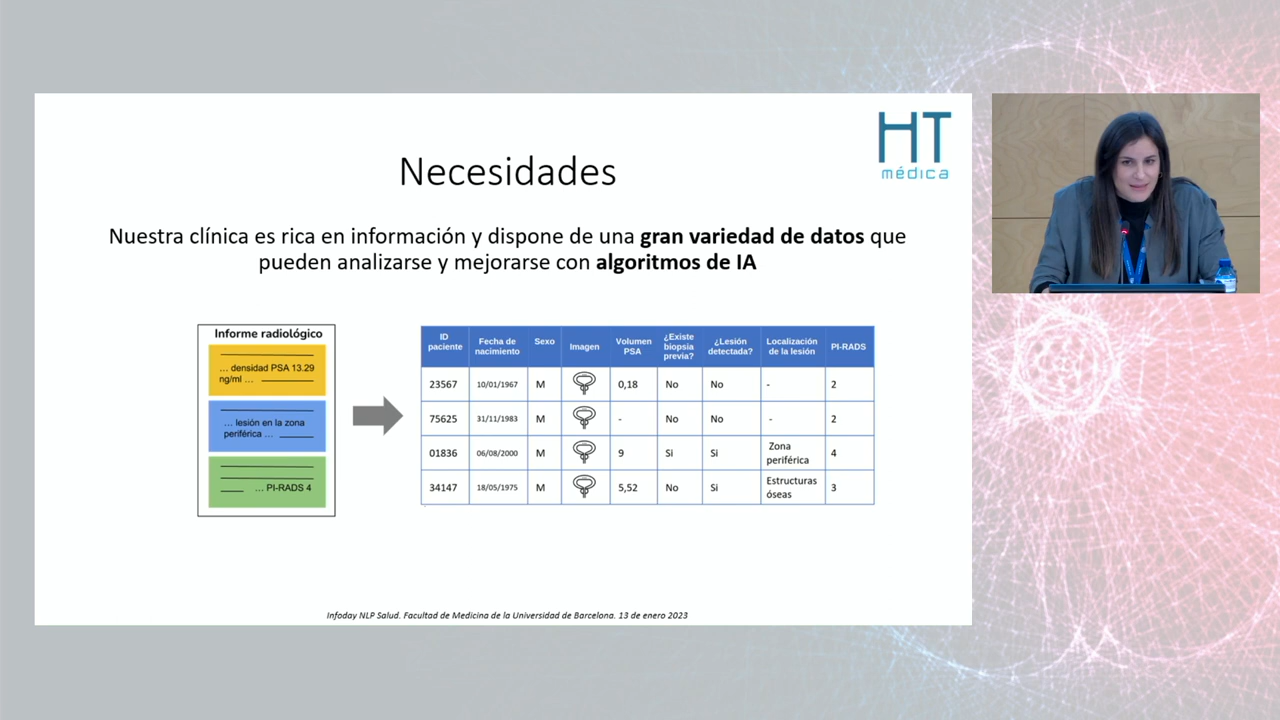 HT
médica
Necesidades
Nuestra clínica es rica en información y dispone de una gran variedad de datos que
pueden analizarse y mejorarse con algoritmos de IA
Informe radiológico
... densidad PSA 13.29
ng/ml ...
... lesión en la zona
periférica ...
... PI-RADS 4
ID paciente | Fecha de nacimiento | Sexo | Imagen | Volumen PSA | ¿Existe biopsia previa? | ¿Lesión detectada? | Localización de la lesión | PI-RADS
23567 | 10/01/1967 | M | | 0,18 | No | No | - | 2
75625 | 31/11/1983 | M | | - | No | No | - | 2
01836 | 06/08/2000 | M | | 9 | Si | Si | Zona periférica | 4
34147 | 18/05/1975 | M | | 5,52 | No | Si | Estructuras óseas | 3
Infoday NLP Salud. Facultad de Medicina de la Universidad de Barcelona. 13 de enero 2023